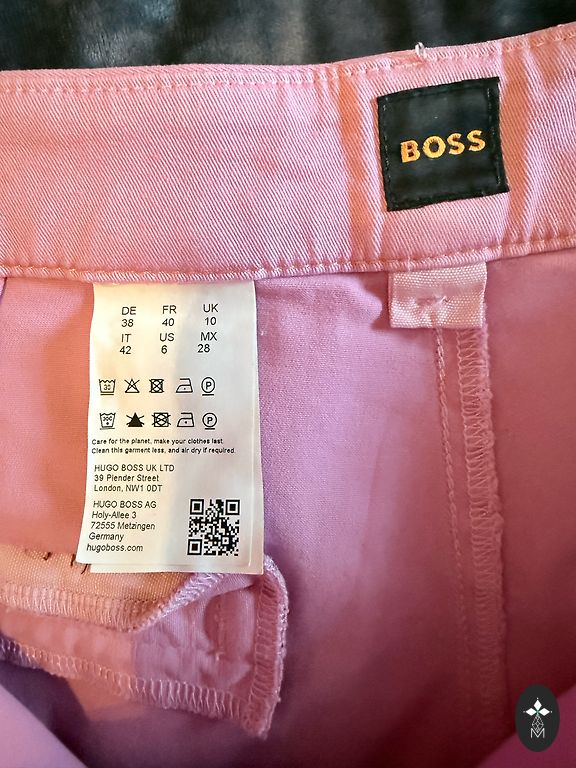 BOSS
DE FR UK
38 40 10
IT US MX
42 6 28
Care for the planet, make your clothes last.
Clean this garment less, and air dry if required.
HUGO BOSS UK LTD
39 Plender Street
London, NW1 0DT
HUGO BOSS AG
Holy-Allee 3
72555 Metzingen
Germany
hugoboss.com
M